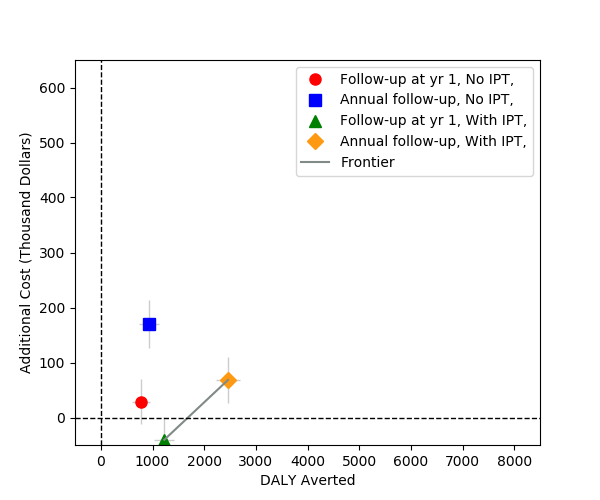 Follow-up at yr 1, No IPT,
Annual follow-up, No IPT,
Follow-up at yr 1, With IPT,
Annual follow-up, With IPT,
Frontier
Additional Cost (Thousand Dollars)
600
500
400
300
200
100
0
0 1000 2000 3000 4000 5000 6000 7000 8000
DALY Averted